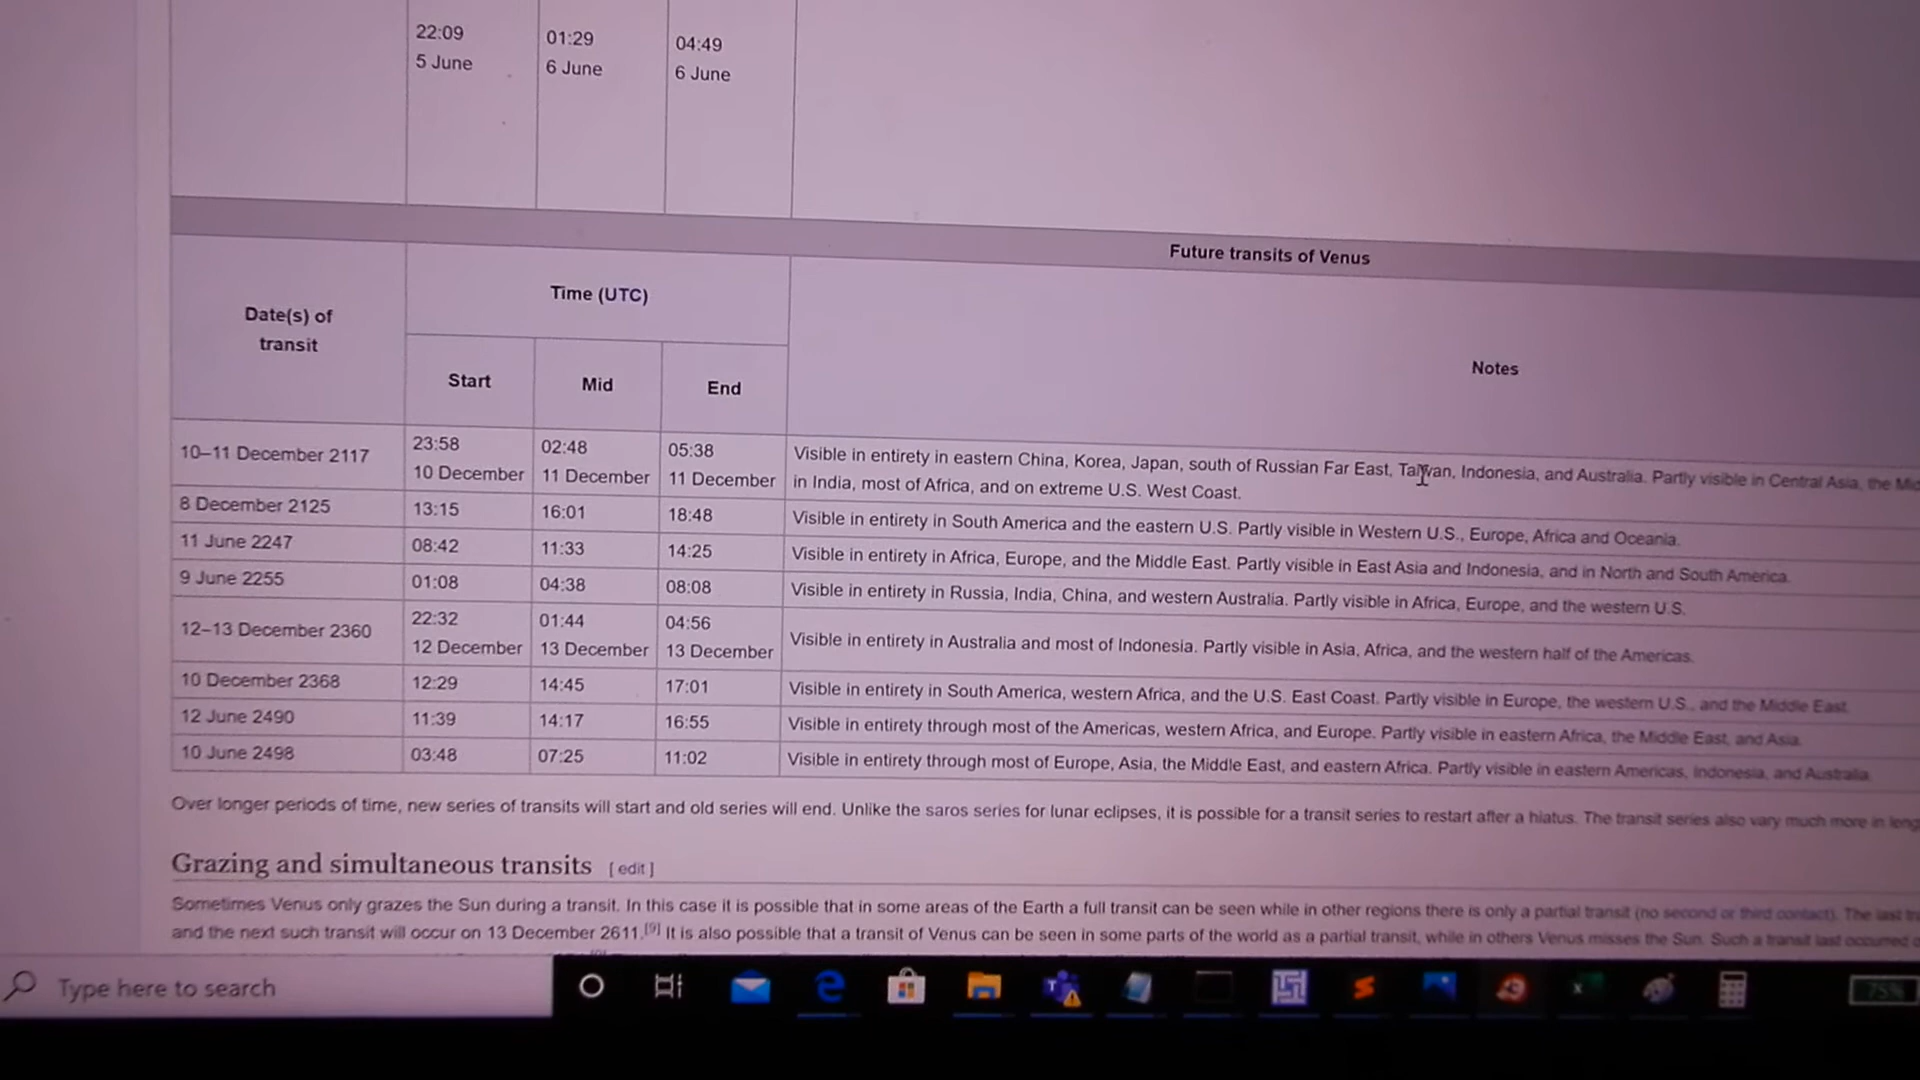 22:09 01:29 04:49
5 June 6 June 6 June
Future transits of Venus
Date(s) of
transit
Time (UTC)
Notes
Start Mid End
10–11 December 2117
23:58 02:48 05:38
10 December 11 December 11 December
Visible in entirety in eastern China, Korea, Japan, south of Russian Far East, Taiwan, Indonesia, and Australia. Partly visible in Central Asia, the
in India, most of Africa, and on extreme U.S. West Coast.
8 December 2125 13:15 16:01 18:48 Visible in entirety in South America and the eastern U.S. Partly visible in Western U.S., Europe, Africa and Oceania.
11 June 2247 08:42 11:33 14:25 Visible in entirety in Africa, Europe, and the Middle East. Partly visible in East Asia and Indonesia, and in North and South America.
9 June 2255 01:08 04:38 08:08 Visible in entirety in Russia, India, China, and western Australia. Partly visible in Africa, Europe, and the western U.S.
12–13 December 2360
22:32 01:44 04:56
12 December 13 December 13 December
Visible in entirety in Australia and most of Indonesia. Partly visible in Asia, Africa, and the western half of the Americas.
10 December 2368 12:29 14:45 17:01 Visible in entirety in South America, western Africa, and the U.S. East Coast. Partly visible in Europe, the western U.S., and the Middle East.
12 June 2490 11:39 14:17 16:55 Visible in entirety through most of the Americas, western Africa, and Europe. Partly visible in eastern Africa, the Middle East, and Asia.
10 June 2498 03:48 07:25 11:02 Visible in entirety through most of Europe, Asia, the Middle East, and eastern Africa. Partly visible in eastern Americas, Indonesia, and Australia.
Over longer periods of time, new series of transits will start and old series will end. Unlike the saros series for lunar eclipses, it is possible for a transit series to restart after a hiatus. The transit series also vary much more in
Grazing and simultaneous transits [ edit ]
Sometimes Venus only grazes the Sun during a transit. In this case it is possible that in some areas of the Earth a full transit can be seen while in other regions there is only a partial transit (no second or third contact). The last
and the next such transit will occur on 13 December 2611.[9] It is also possible that a transit of Venus can be seen in some parts of the world as a partial transit, while in others Venus misses the Sun. Such a transit last occurred
Type here to search
75%